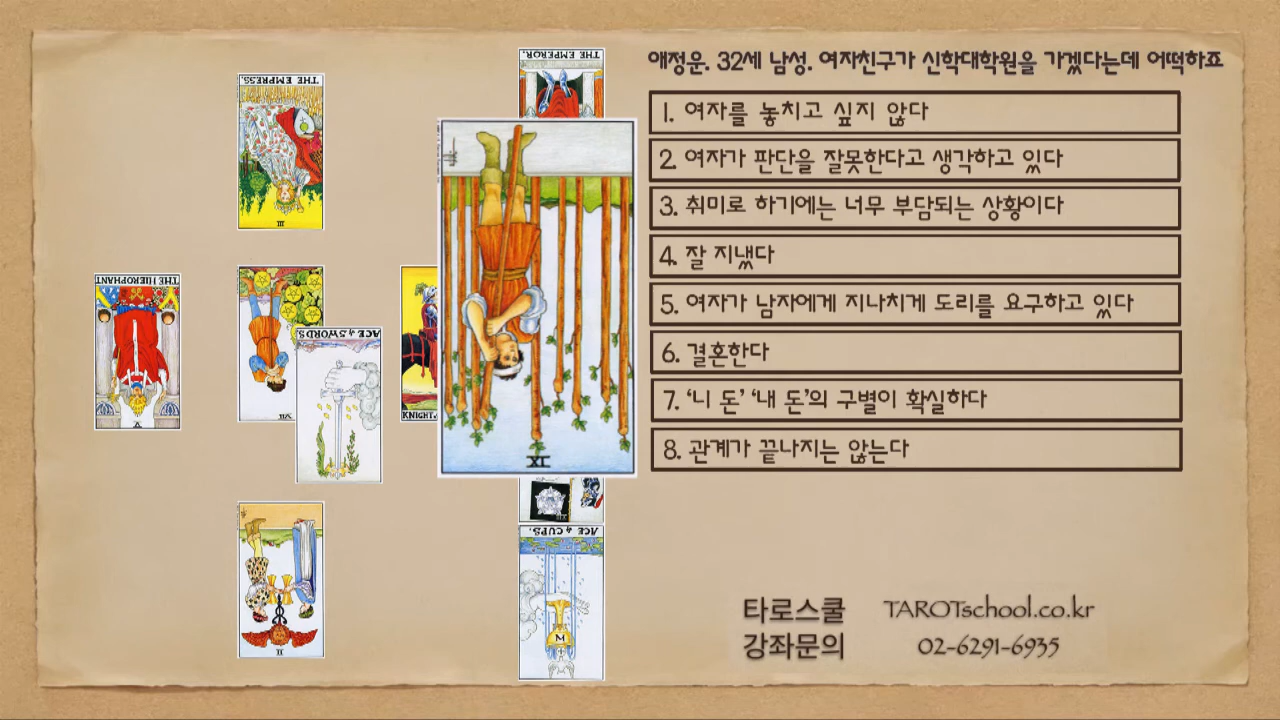 애정운. 32세 남성. 여자친구가 신학대학원을 가겠다는데 어떡하죠
1. 여자를 놓치고 싶지 않다
2. 여자가 판단을 잘못한다고 생각하고 있다
3. 취미로 하기에는 너무 부담되는 상황이다
4. 잘 지냈다
5. 여자가 남자에게 지나치게 도리를 요구하고 있다
6. 결혼한다
7. ‘니 돈’ ‘내 돈’의 구별이 확실하다
8. 관계가 끝나지는 않는다
THE EMPEROR.
THE EMPRESS.
III
THE HIEROPHANT
V
VII
ACE of SWORDS
KNIGHT
IX
II
ACE of CUPS.
타로스쿨 TAROTschool.co.kr
강좌문의 02-6291-6935